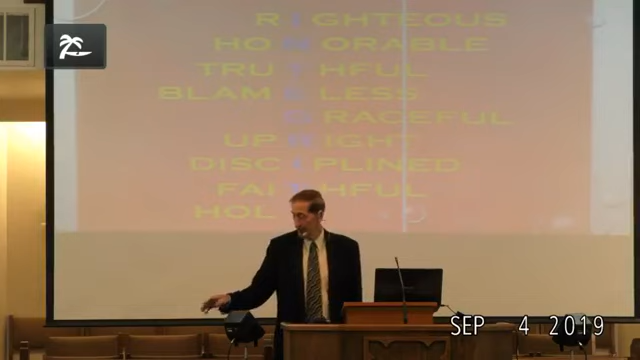 RIGHTEOUS
HONORABLE
TRUTHFUL
BLAMELESS
GRACEFUL
UPRIGHT
DISCIPLINED
FAITHFUL
HOLY
SEP 4 2019